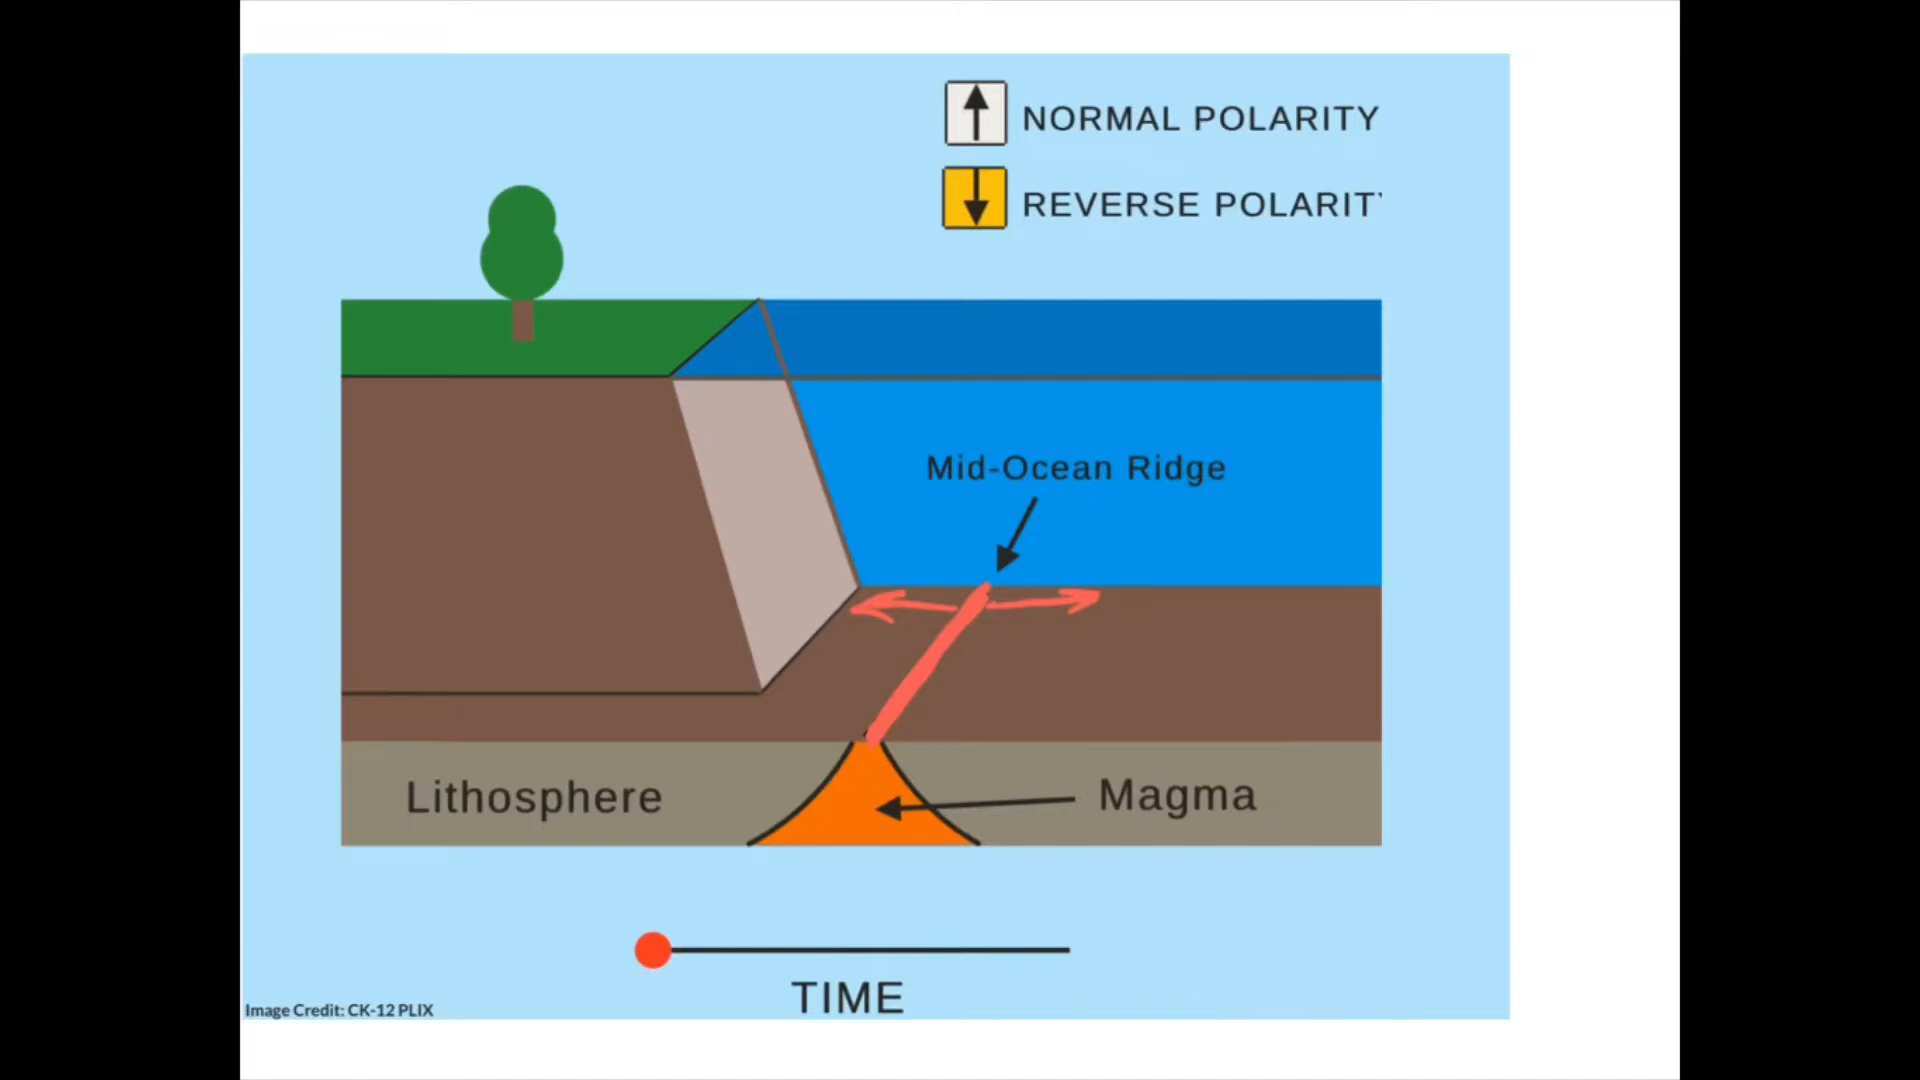 NORMAL POLARITY
REVERSE POLARIT
Mid-Ocean Ridge
Lithosphere
Magma
TIME
Image Credit: CK-12 PLIX